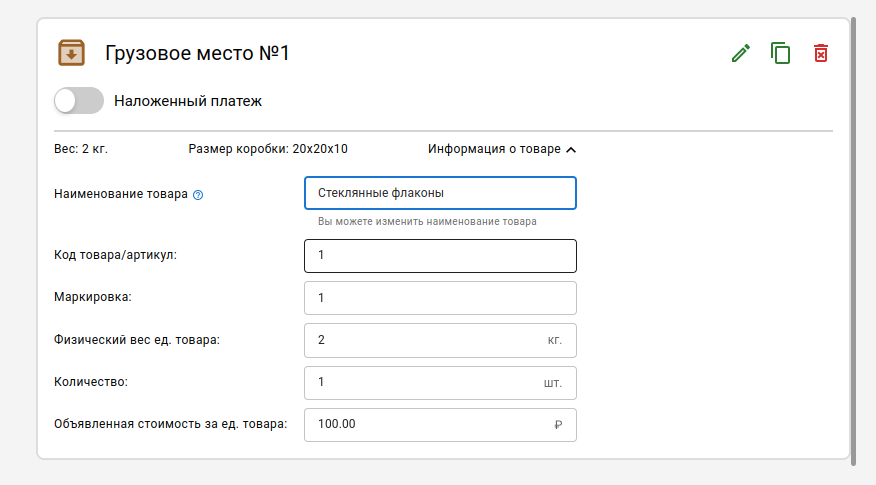 Грузовое место №1
Наложенный платеж
Вес: 2 кг. Размер коробки: 20x20x10 Информация о товаре
Наименование товара ? Стеклянные флаконы
Вы можете изменить наименование товара
Код товара/артикул: 1
Маркировка: 1
Физический вес ед. товара: 2 кг.
Количество: 1 шт.
Объявленная стоимость за ед. товара: 100.00 ₽